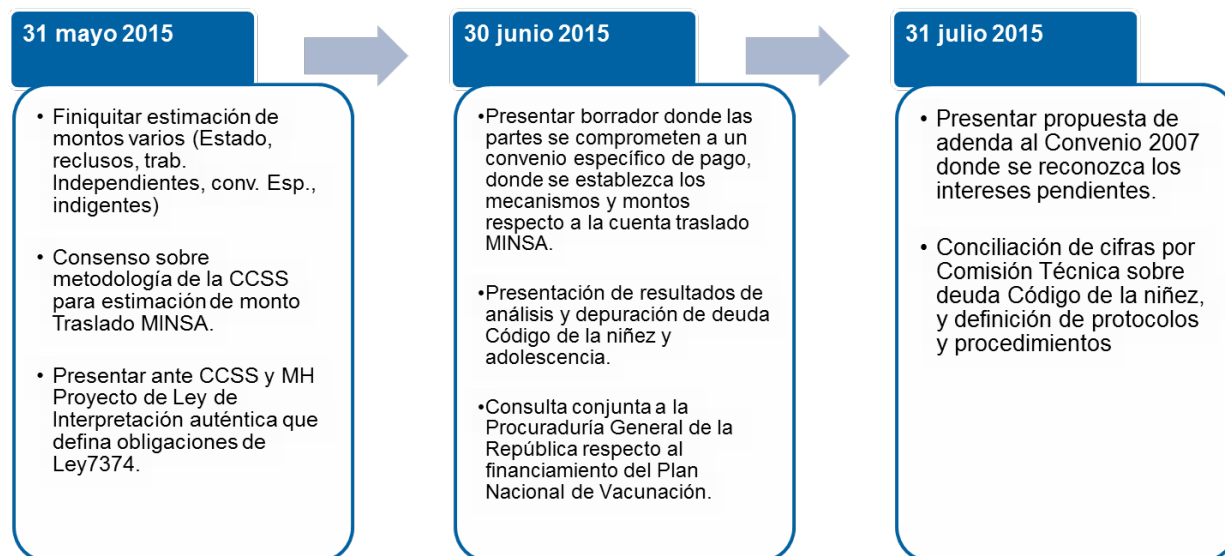 31 mayo 2015
• Finiquitar estimación de
montos varios (Estado,
reclusos, trab.
Independientes, conv. Esp.,
indigentes)
• Consenso sobre
metodología de la CCSS
para estimación de monto
Traslado MINSA.
• Presentar ante CCSS y MH
Proyecto de Ley de
Interpretación auténtica que
defina obligaciones de
Ley7374.
30 junio 2015
•Presentar borrador donde las
partes se comprometen a un
convenio específico de pago,
donde se establezca los
mecanismos y montos
respecto a la cuenta traslado
MINSA.
•Presentación de resultados de
análisis y depuración de deuda
Código de la niñez y
adolescencia.
•Consulta conjunta a la
Procuraduría General de la
República respecto al
financiamiento del Plan
Nacional de Vacunación.
31 julio 2015
• Presentar propuesta de
adenda al Convenio 2007
donde se reconozca los
intereses pendientes.
• Conciliación de cifras por
Comisión Técnica sobre
deuda Código de la niñez,
y definición de protocolos
y procedimientos